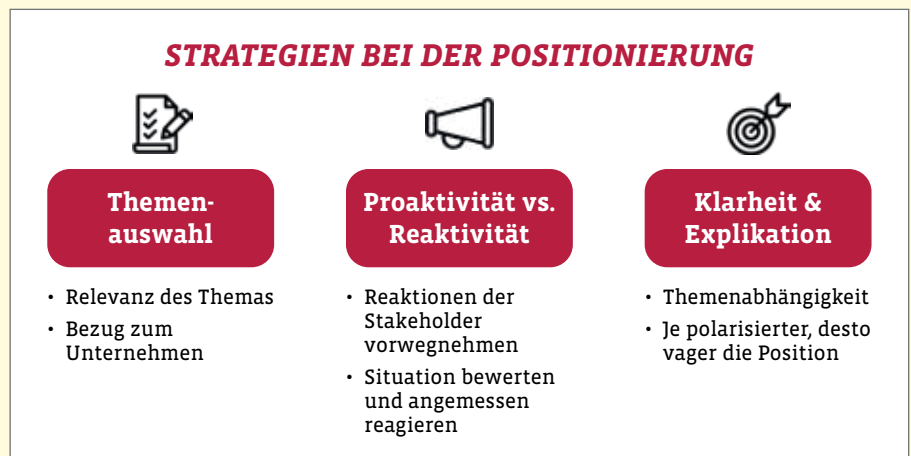 STRATEGIEN BEI DER POSITIONIERUNG
Themen-
auswahl
• Relevanz des Themas
• Bezug zum
Unternehmen
Proaktivität vs.
Reaktivität
• Reaktionen der
Stakeholder
vorwegnehmen
• Situation bewerten
und angemessen
reagieren
Klarheit &
Explikation
• Themenabhängigkeit
• Je polarisierter, desto
vager die Position